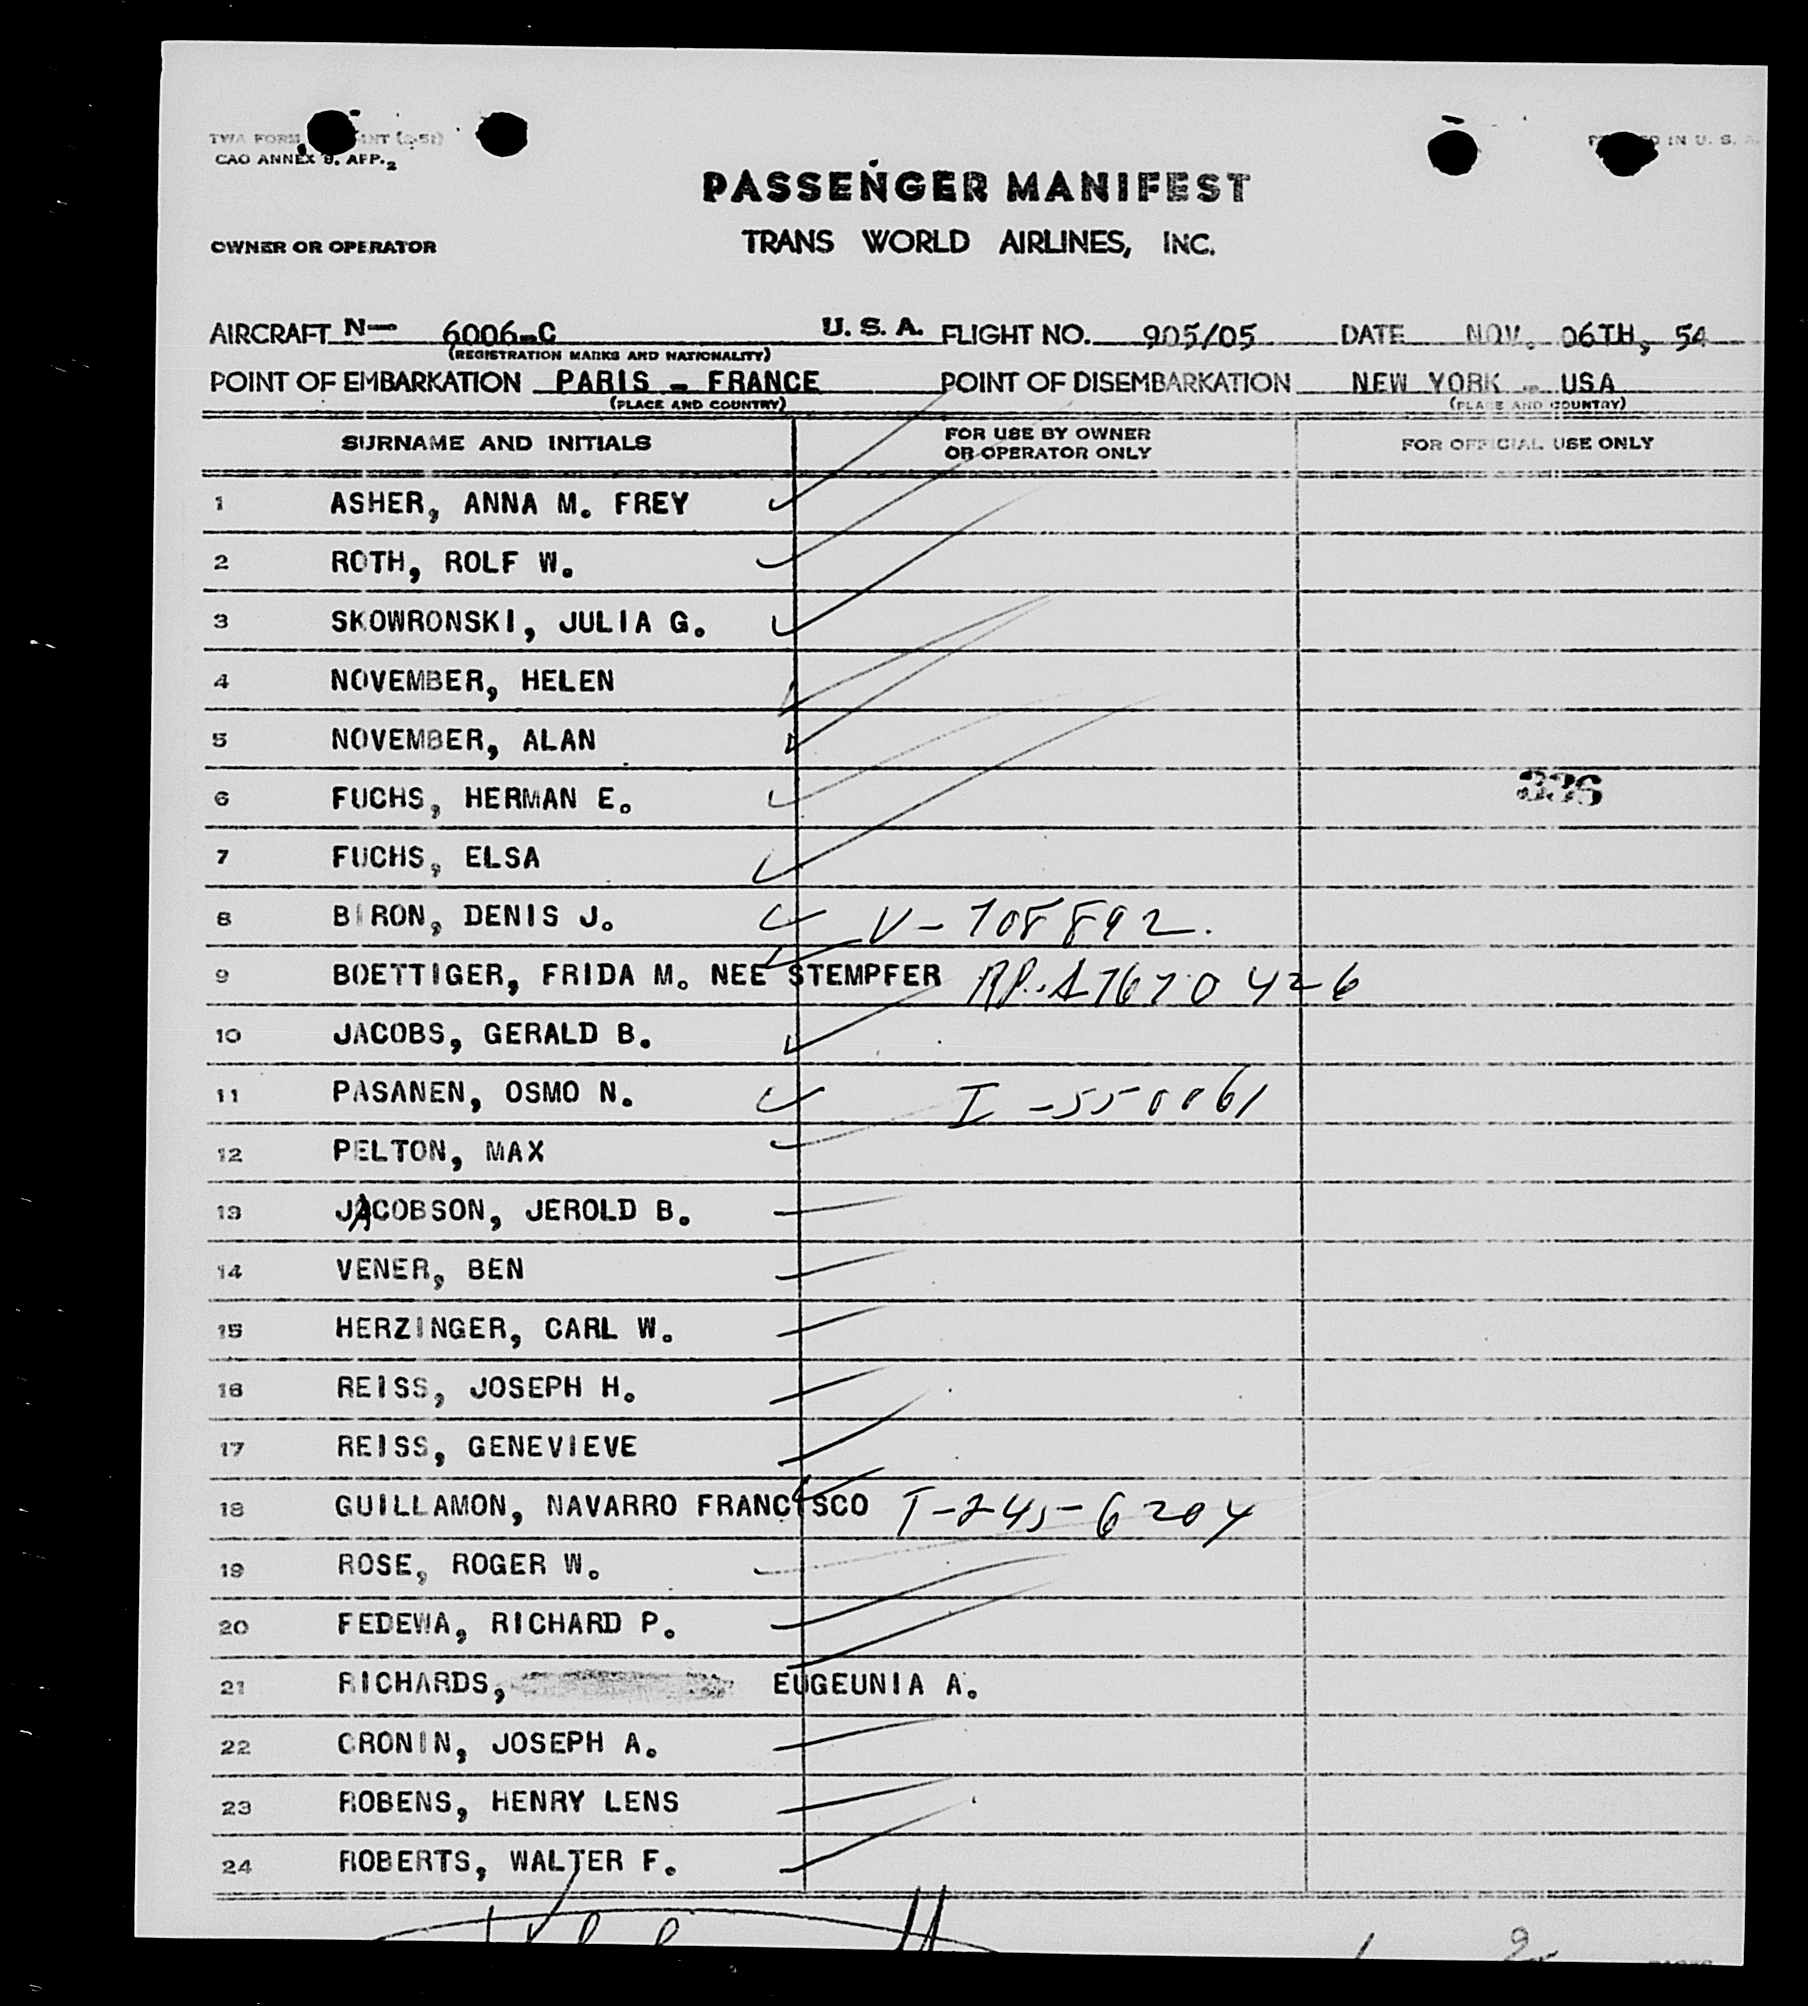 TWA FORM
CAO ANNEX 9. APP. 2
IN U. S. A.
PASSENGER MANIFEST
OWNER OR OPERATOR
TRANS WORLD AIRLINES, INC.
AIRCRAFT N— 6006-C U. S. A. FLIGHT NO. 905/05 DATE NOV. 06TH, 54
(REGISTRATION MARKS AND NATIONALITY)
POINT OF EMBARKATION PARIS - FRANCE POINT OF DISEMBARKATION NEW YORK - USA
(PLACE AND COUNTRY) (PLACE AND COUNTRY)
SURNAME AND INITIALS FOR USE BY OWNER OR OPERATOR ONLY FOR OFFICIAL USE ONLY
1 ASHER, ANNA M. FREY
2 ROTH, ROLF W.
3 SKOWRONSKI, JULIA G.
4 NOVEMBER, HELEN
5 NOVEMBER, ALAN
6 FUCHS, HERMAN E. 336
7 FUCHS, ELSA
8 BIRON, DENIS J. V-708892.
9 BOETTIGER, FRIDA M. NEE STEMPFER
10 JACOBS, GERALD B.
11 PASANEN, OSMO N. I-550061
12 PELTON, MAX
13 JACOBSON, JEROLD B.
14 VENER, BEN
15 HERZINGER, CARL W.
16 REISS, JOSEPH H.
17 REISS, GENEVIEVE
18 GUILLAMON, NAVARRO FRANCISCO T-245-6204
19 ROSE, ROGER W.
20 FEDEWA, RICHARD P.
21 RICHARDS, EUGEUNIA A.
22 CRONIN, JOSEPH A.
23 ROBENS, HENRY LENS
24 ROBERTS, WALTER F.